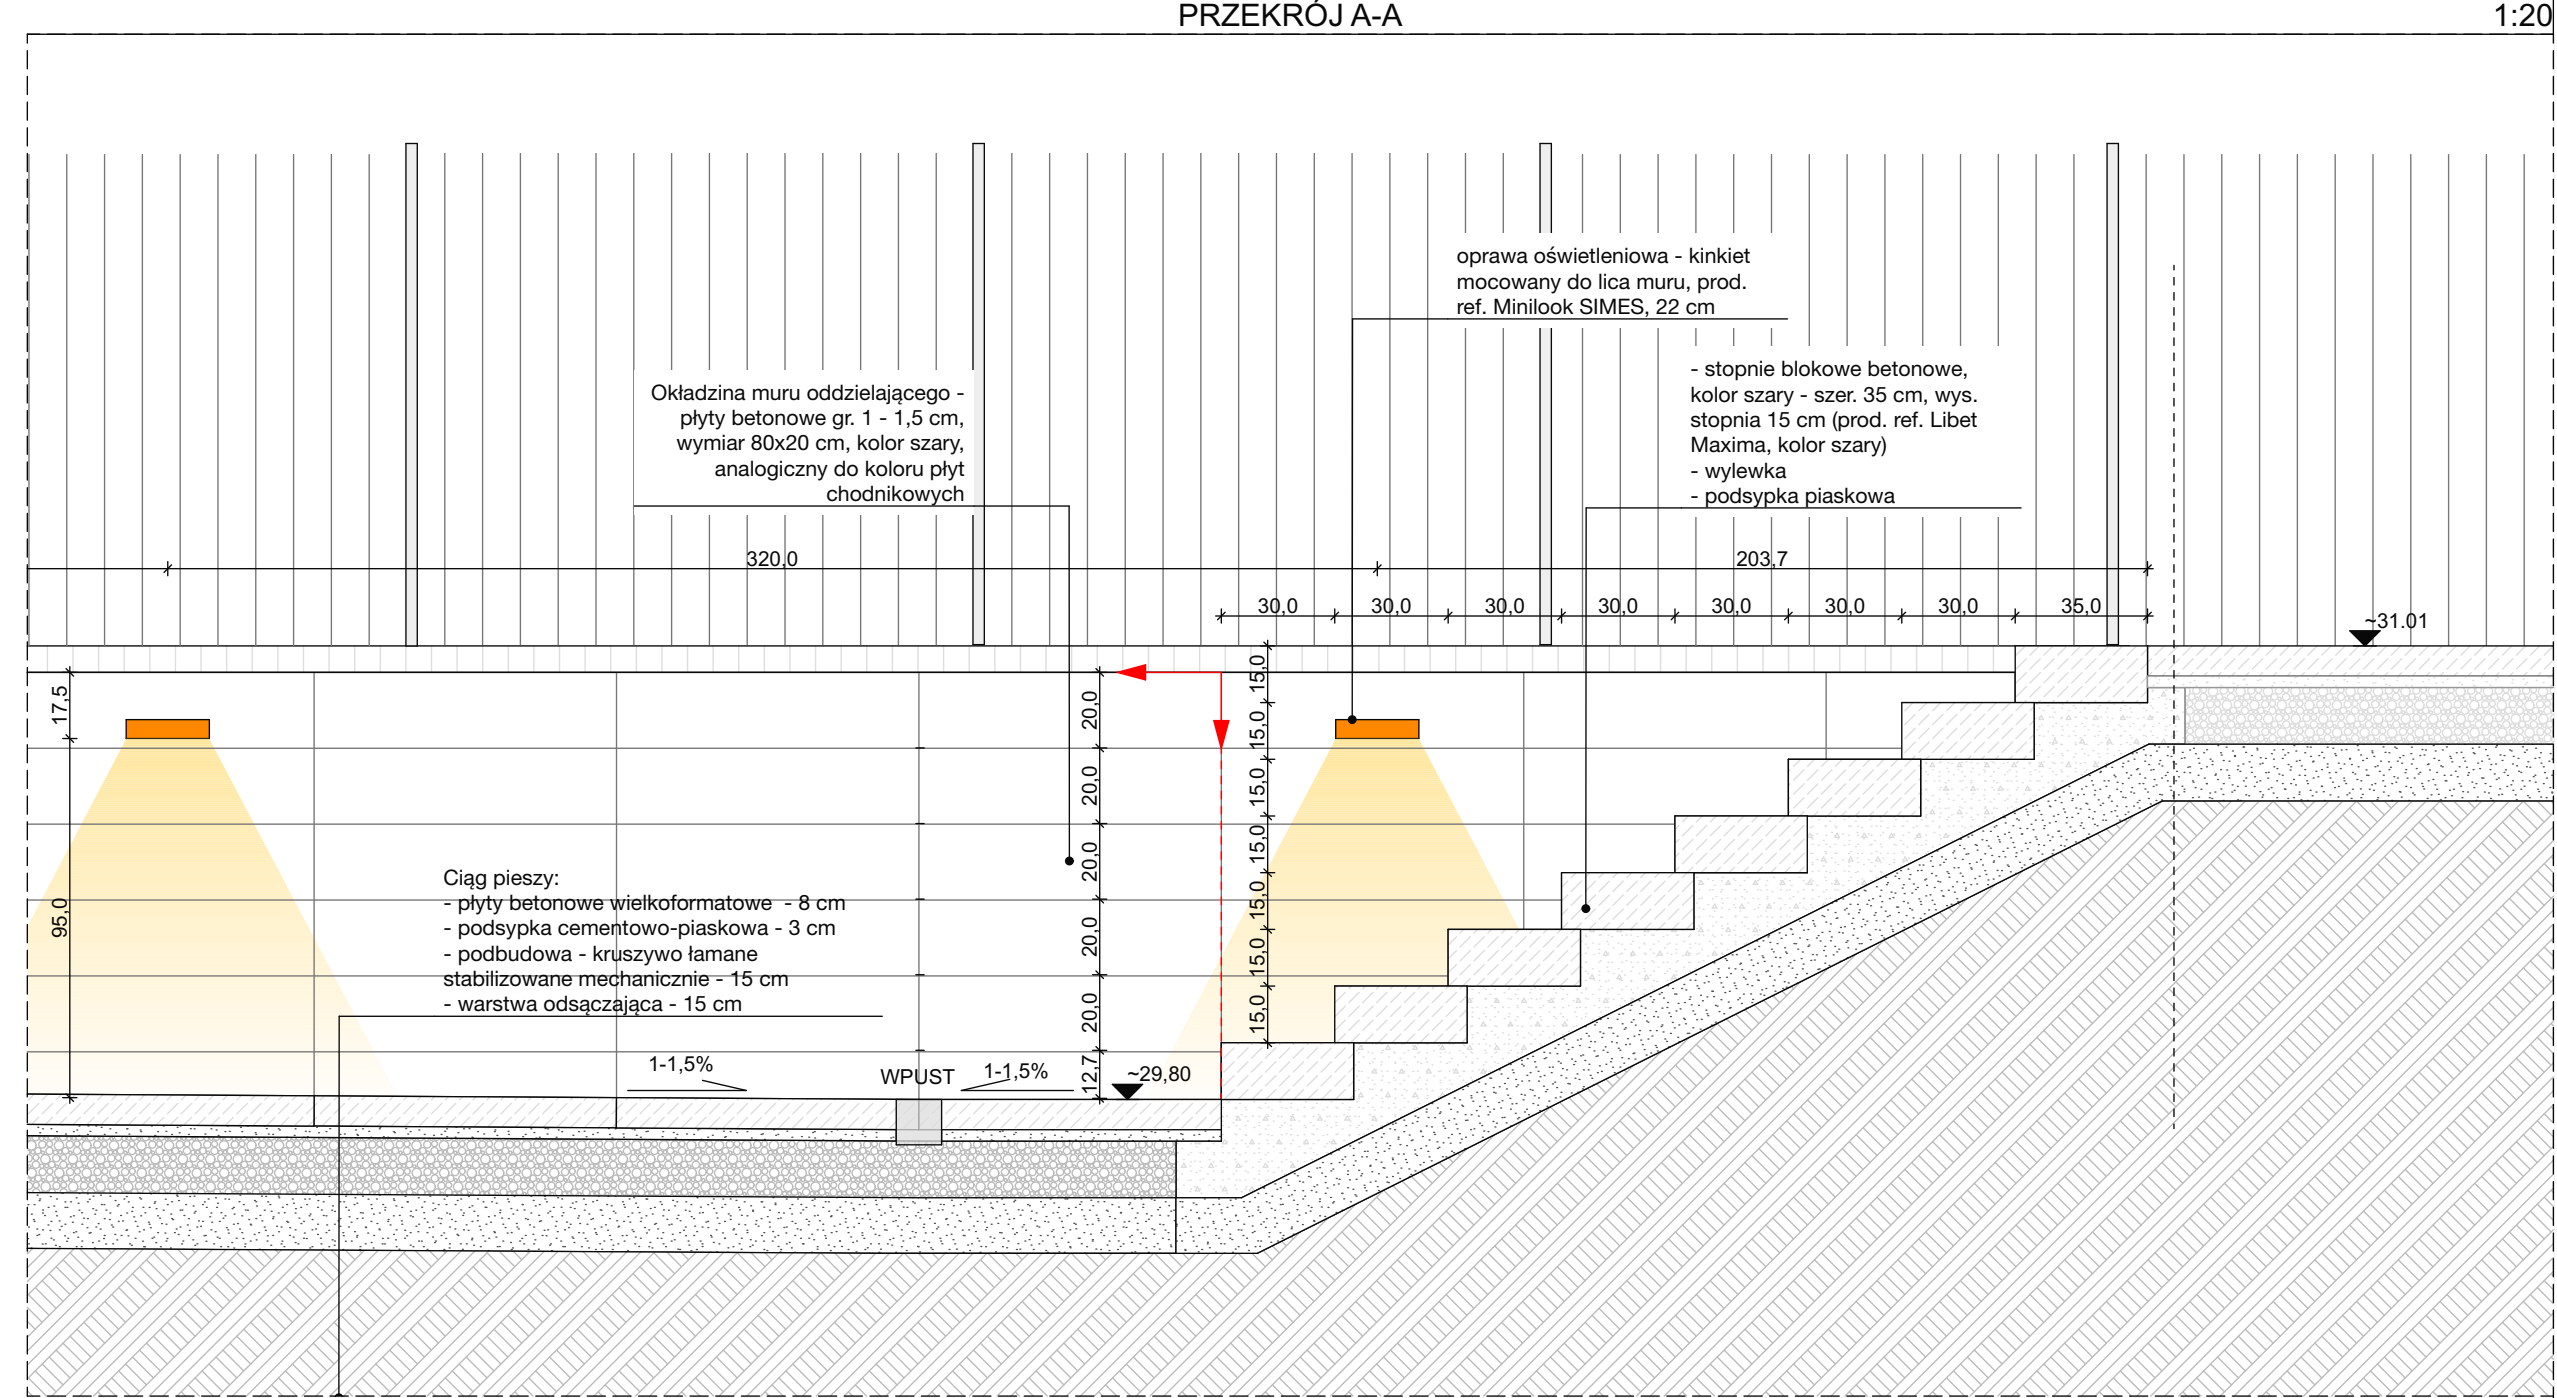 PRZEKRÓJ A-A
1:20
oprawa oświetleniowa - kinkiet
mocowany do lica muru, prod.
ref. Minilook SIMES, 22 cm
- stopnie blokowe betonowe,
kolor szary - szer. 35 cm, wys.
stopnia 15 cm (prod. ref. Libet
Maxima, kolor szary)
- wylewka
- podsypka piaskowa
Okładzina muru oddzielającego -
płyty betonowe gr. 1 - 1,5 cm,
wymiar 80x20 cm, kolor szary,
analogiczny do koloru płyt
chodnikowych
320,0
203,7
30,0
30,0
30,0
30,0
30,0
30,0
30,0
35,0
~31.01
17,5
95,0
20,0
20,0
20,0
20,0
20,0
12,7
15,0
15,0
15,0
15,0
15,0
15,0
15,0
Ciąg pieszy:
- płyty betonowe wielkoformatowe - 8 cm
- podsypka cementowo-piaskowa - 3 cm
- podbudowa - kruszywo łamane
stabilizowane mechanicznie - 15 cm
- warstwa odsączająca - 15 cm
1-1,5%
WPUST
1-1,5%
~29,80